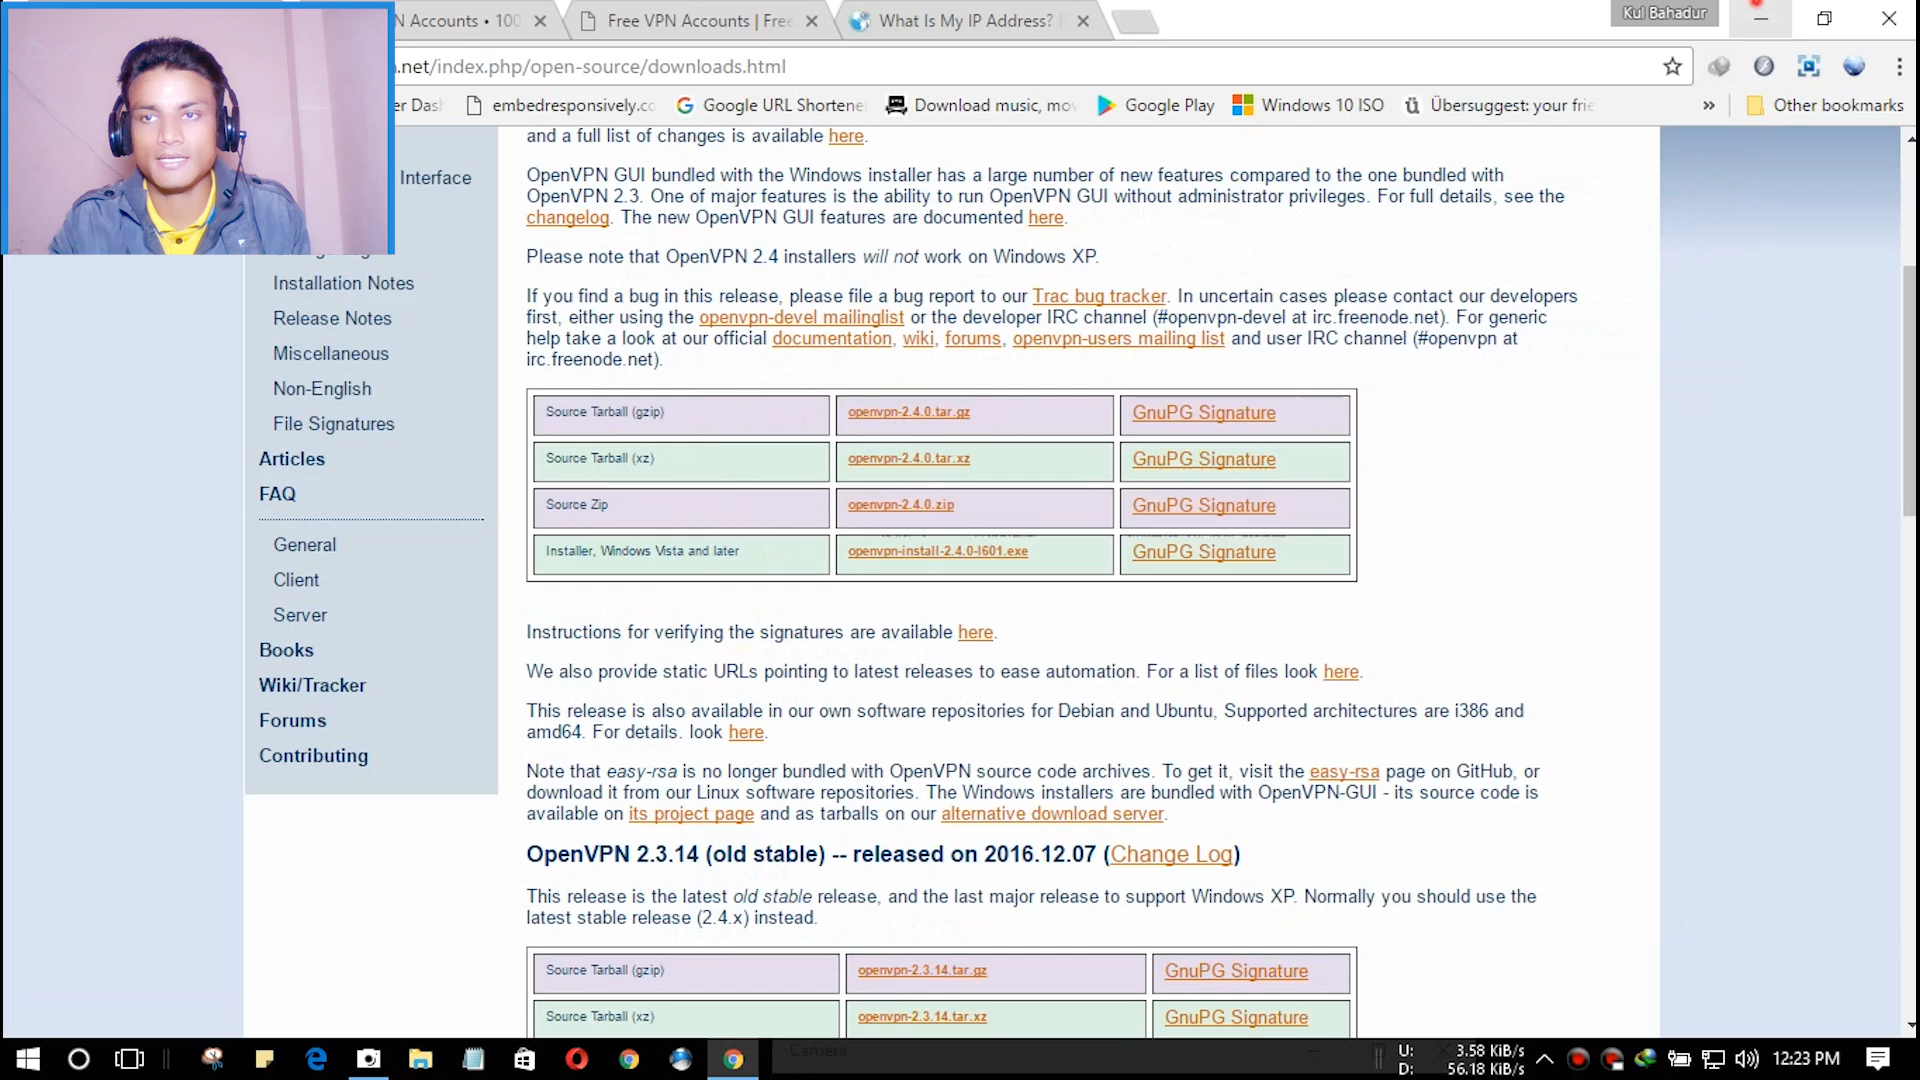 N Accounts • 100
Free VPN Accounts | Free
What Is My IP Address?
Kul Bahadur
.net/index.php/open-source/downloads.html
er Das
embedresponsively.co
Google URL Shortene
Download music, mov
Google Play
Windows 10 ISO
Übersuggest: your frie
»
Other bookmarks
Interface
Installation Notes
Release Notes
Miscellaneous
Non-English
File Signatures
Articles
FAQ
General
Client
Server
Books
Wiki/Tracker
Forums
Contributing
and a full list of changes is available here.
OpenVPN GUI bundled with the Windows installer has a large number of new features compared to the one bundled with
OpenVPN 2.3. One of major features is the ability to run OpenVPN GUI without administrator privileges. For full details, see the
changelog. The new OpenVPN GUI features are documented here.
Please note that OpenVPN 2.4 installers will not work on Windows XP.
If you find a bug in this release, please file a bug report to our Trac bug tracker. In uncertain cases please contact our developers
first, either using the openvpn-devel mailinglist or the developer IRC channel (#openvpn-devel at irc.freenode.net). For generic
help take a look at our official documentation, wiki, forums, openvpn-users mailing list and user IRC channel (#openvpn at
irc.freenode.net).
Source Tarball (gzip) openvpn-2.4.0.tar.gz GnuPG Signature
Source Tarball (xz) openvpn-2.4.0.tar.xz GnuPG Signature
Source Zip openvpn-2.4.0.zip GnuPG Signature
Installer, Windows Vista and later openvpn-install-2.4.0-I601.exe GnuPG Signature
Instructions for verifying the signatures are available here.
We also provide static URLs pointing to latest releases to ease automation. For a list of files look here.
This release is also available in our own software repositories for Debian and Ubuntu, Supported architectures are i386 and
amd64. For details. look here.
Note that easy-rsa is no longer bundled with OpenVPN source code archives. To get it, visit the easy-rsa page on GitHub, or
download it from our Linux software repositories. The Windows installers are bundled with OpenVPN-GUI - its source code is
available on its project page and as tarballs on our alternative download server.
OpenVPN 2.3.14 (old stable) -- released on 2016.12.07 (Change Log)
This release is the latest old stable release, and the last major release to support Windows XP. Normally you should use the
latest stable release (2.4.x) instead.
Source Tarball (gzip) openvpn-2.3.14.tar.gz GnuPG Signature
Source Tarball (xz) openvpn-2.3.14.tar.xz GnuPG Signature
Camera
U: 3.58 KiB/s
D: 56.18 KiB/s
12:23 PM